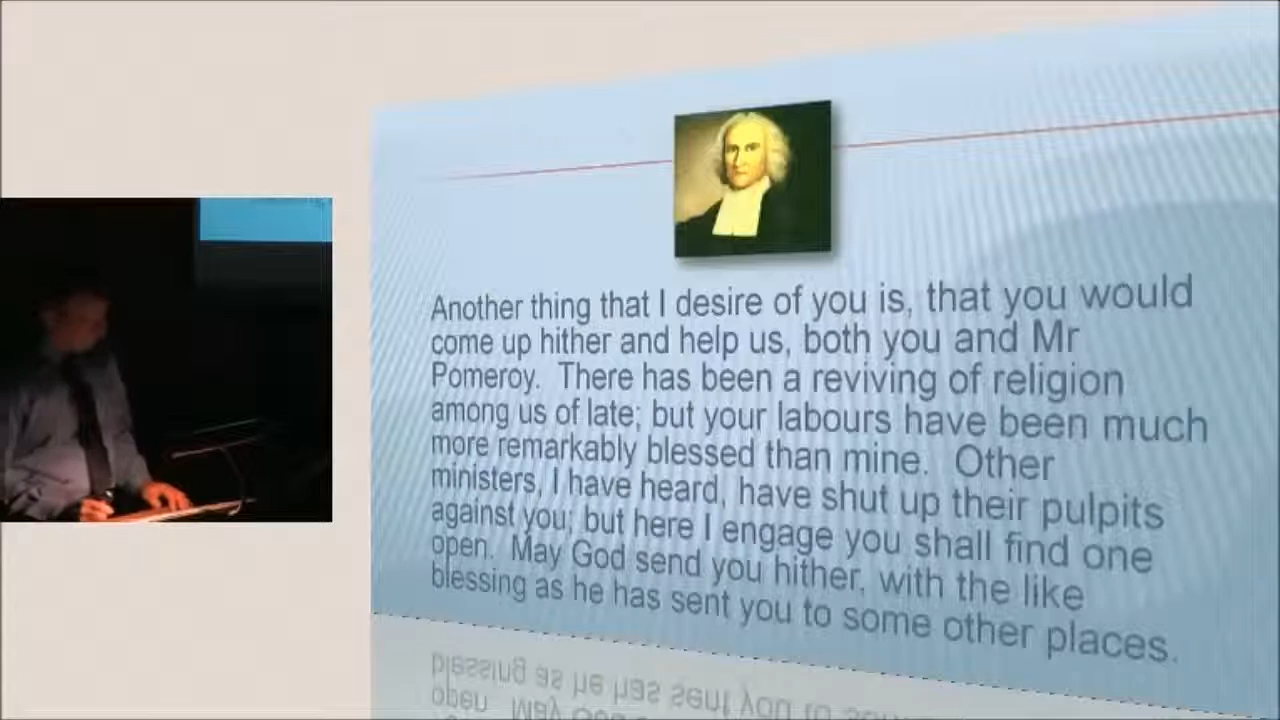 Another thing that I desire of you is, that you would
come up hither and help us, both you and Mr
Pomeroy. There has been a reviving of religion
among us of late; but your labours have been much
more remarkably blessed than mine. Other
ministers, I have heard, have shut up their pulpits
against you; but here I engage you shall find one
open. May God send you hither, with the like
blessing as he has sent you to some other places.